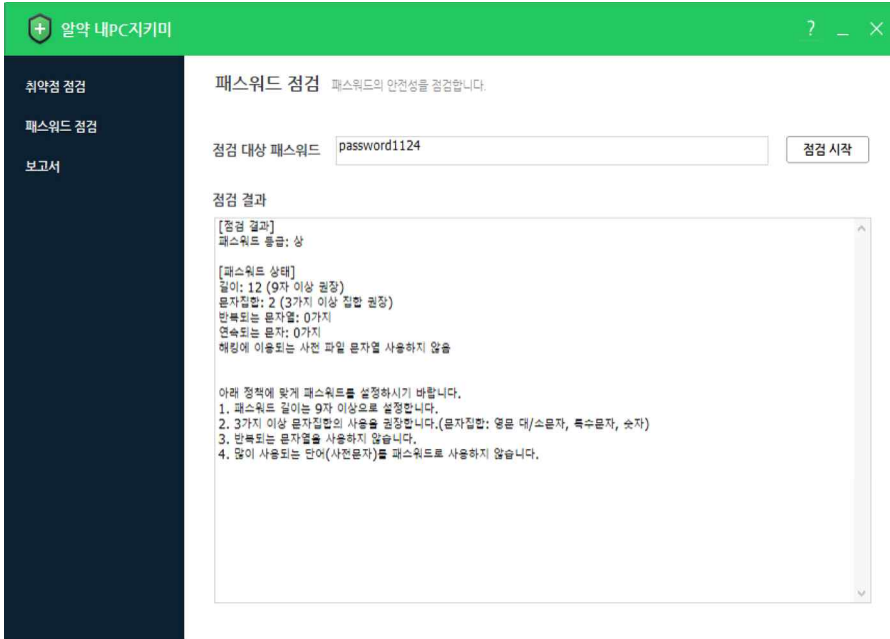 알약 내PC지키미
? _ ×
취약점 점검
패스워드 점검
보고서
패스워드 점검 패스워드의 안전성을 점검합니다.
점검 대상 패스워드 password1124 점검 시작
점검 결과
[점검 결과]
패스워드 등급: 상
[패스워드 상태]
길이: 12 (9자 이상 권장)
문자집합: 2 (3가지 이상 집합 권장)
반복되는 문자열: 0가지
연속되는 문자: 0가지
해킹에 이용되는 사전 파일 문자열 사용하지 않음
아래 정책에 맞게 패스워드를 설정하시기 바랍니다.
1. 패스워드 길이는 9자 이상으로 설정합니다.
2. 3가지 이상 문자집합의 사용을 권장합니다.(문자집합: 영문 대/소문자, 특수문자, 숫자)
3. 반복되는 문자열을 사용하지 않습니다.
4. 많이 사용되는 단어(사전문자)를 패스워드로 사용하지 않습니다.